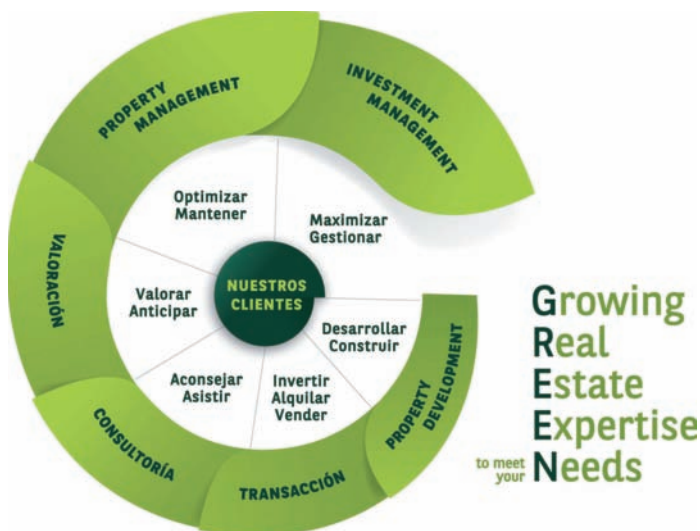 PROPERTY
MANAGEMENT
INVESTMENT
MANAGEMENT
Optimizar
Mantener
Maximizar
Gestionar
VALORACIÓN
Valorar
Anticipar
NUESTROS
CLIENTES
Desarrollar
Construir
Aconsejar
Asistir
Invertir
Alquilar
Vender
PROPERTY
DEVELOPMENT
CONSULTORÍA
TRANSACCIÓN
Growing
Real
Estate
Expertise
to meet
your Needs